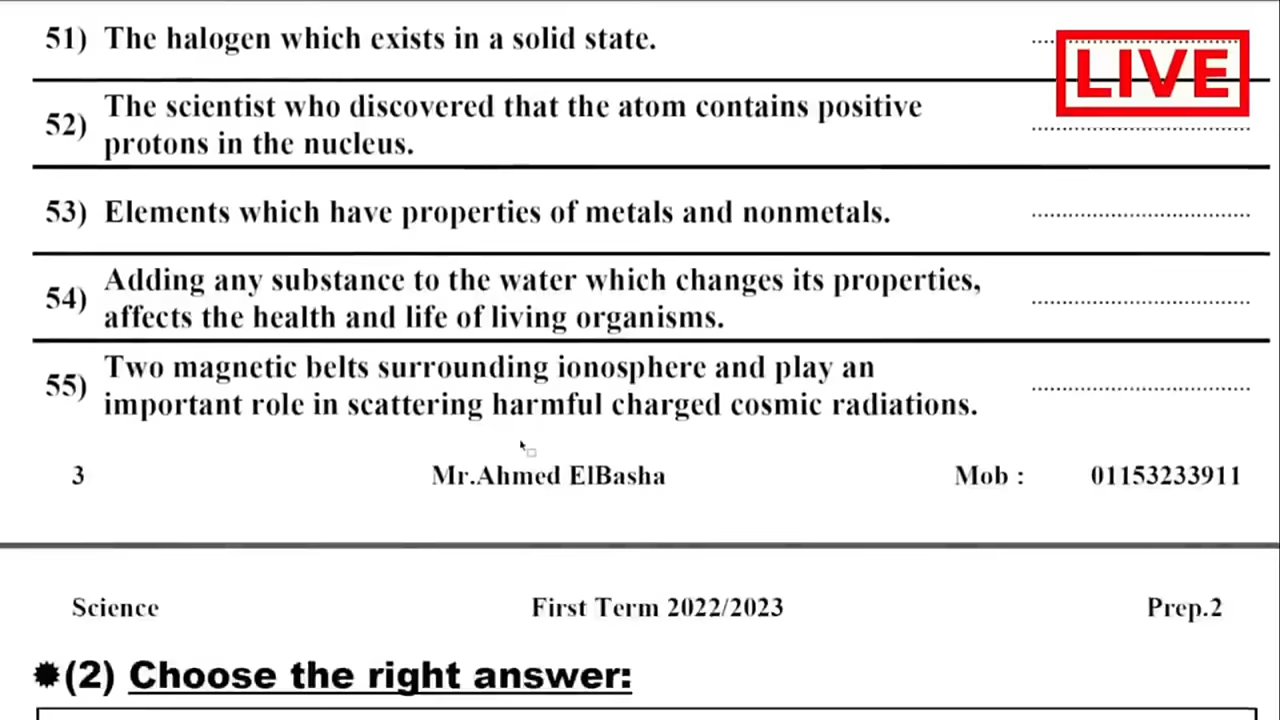 51) The halogen which exists in a solid state. ........................
LIVE
52) The scientist who discovered that the atom contains positive
protons in the nucleus. ........................
53) Elements which have properties of metals and nonmetals. ........................
54) Adding any substance to the water which changes its properties,
affects the health and life of living organisms. ........................
55) Two magnetic belts surrounding ionosphere and play an
important role in scattering harmful charged cosmic radiations. ........................
3 Mr.Ahmed ElBasha Mob : 01153233911
Science First Term 2022/2023 Prep.2
(2) Choose the right answer: